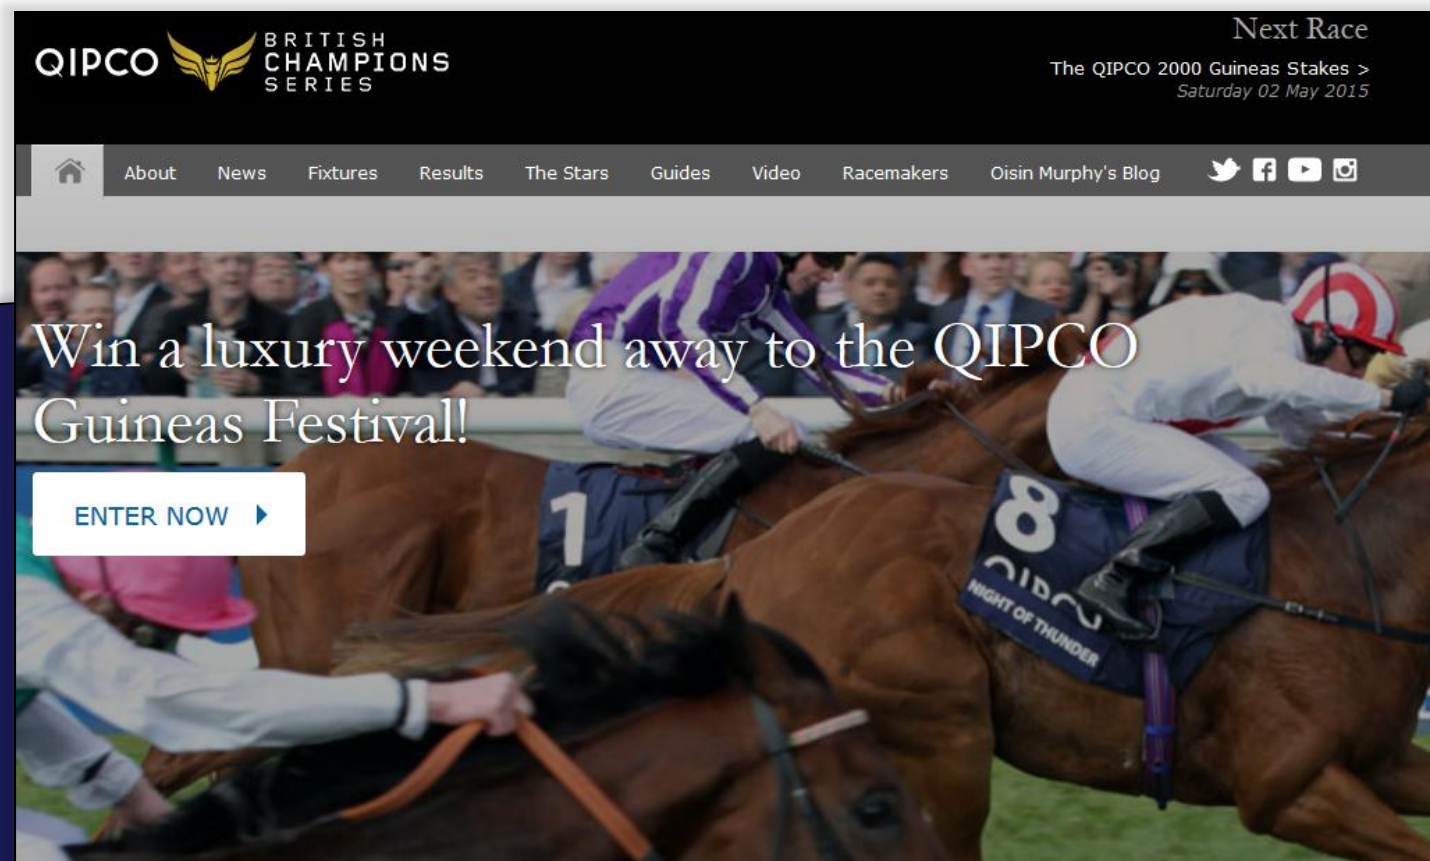 QIPCO
BRITISH
CHAMPIONS
SERIES
Next Race
The QIPCO 2000 Guineas Stakes >
Saturday 02 May 2015
About News Fixtures Results The Stars Guides Video Racemakers Oisin Murphy's Blog
Win a luxury weekend away to the QIPCO
Guineas Festival!
ENTER NOW
1
8
QIPCO
NIGHT OF THUNDER